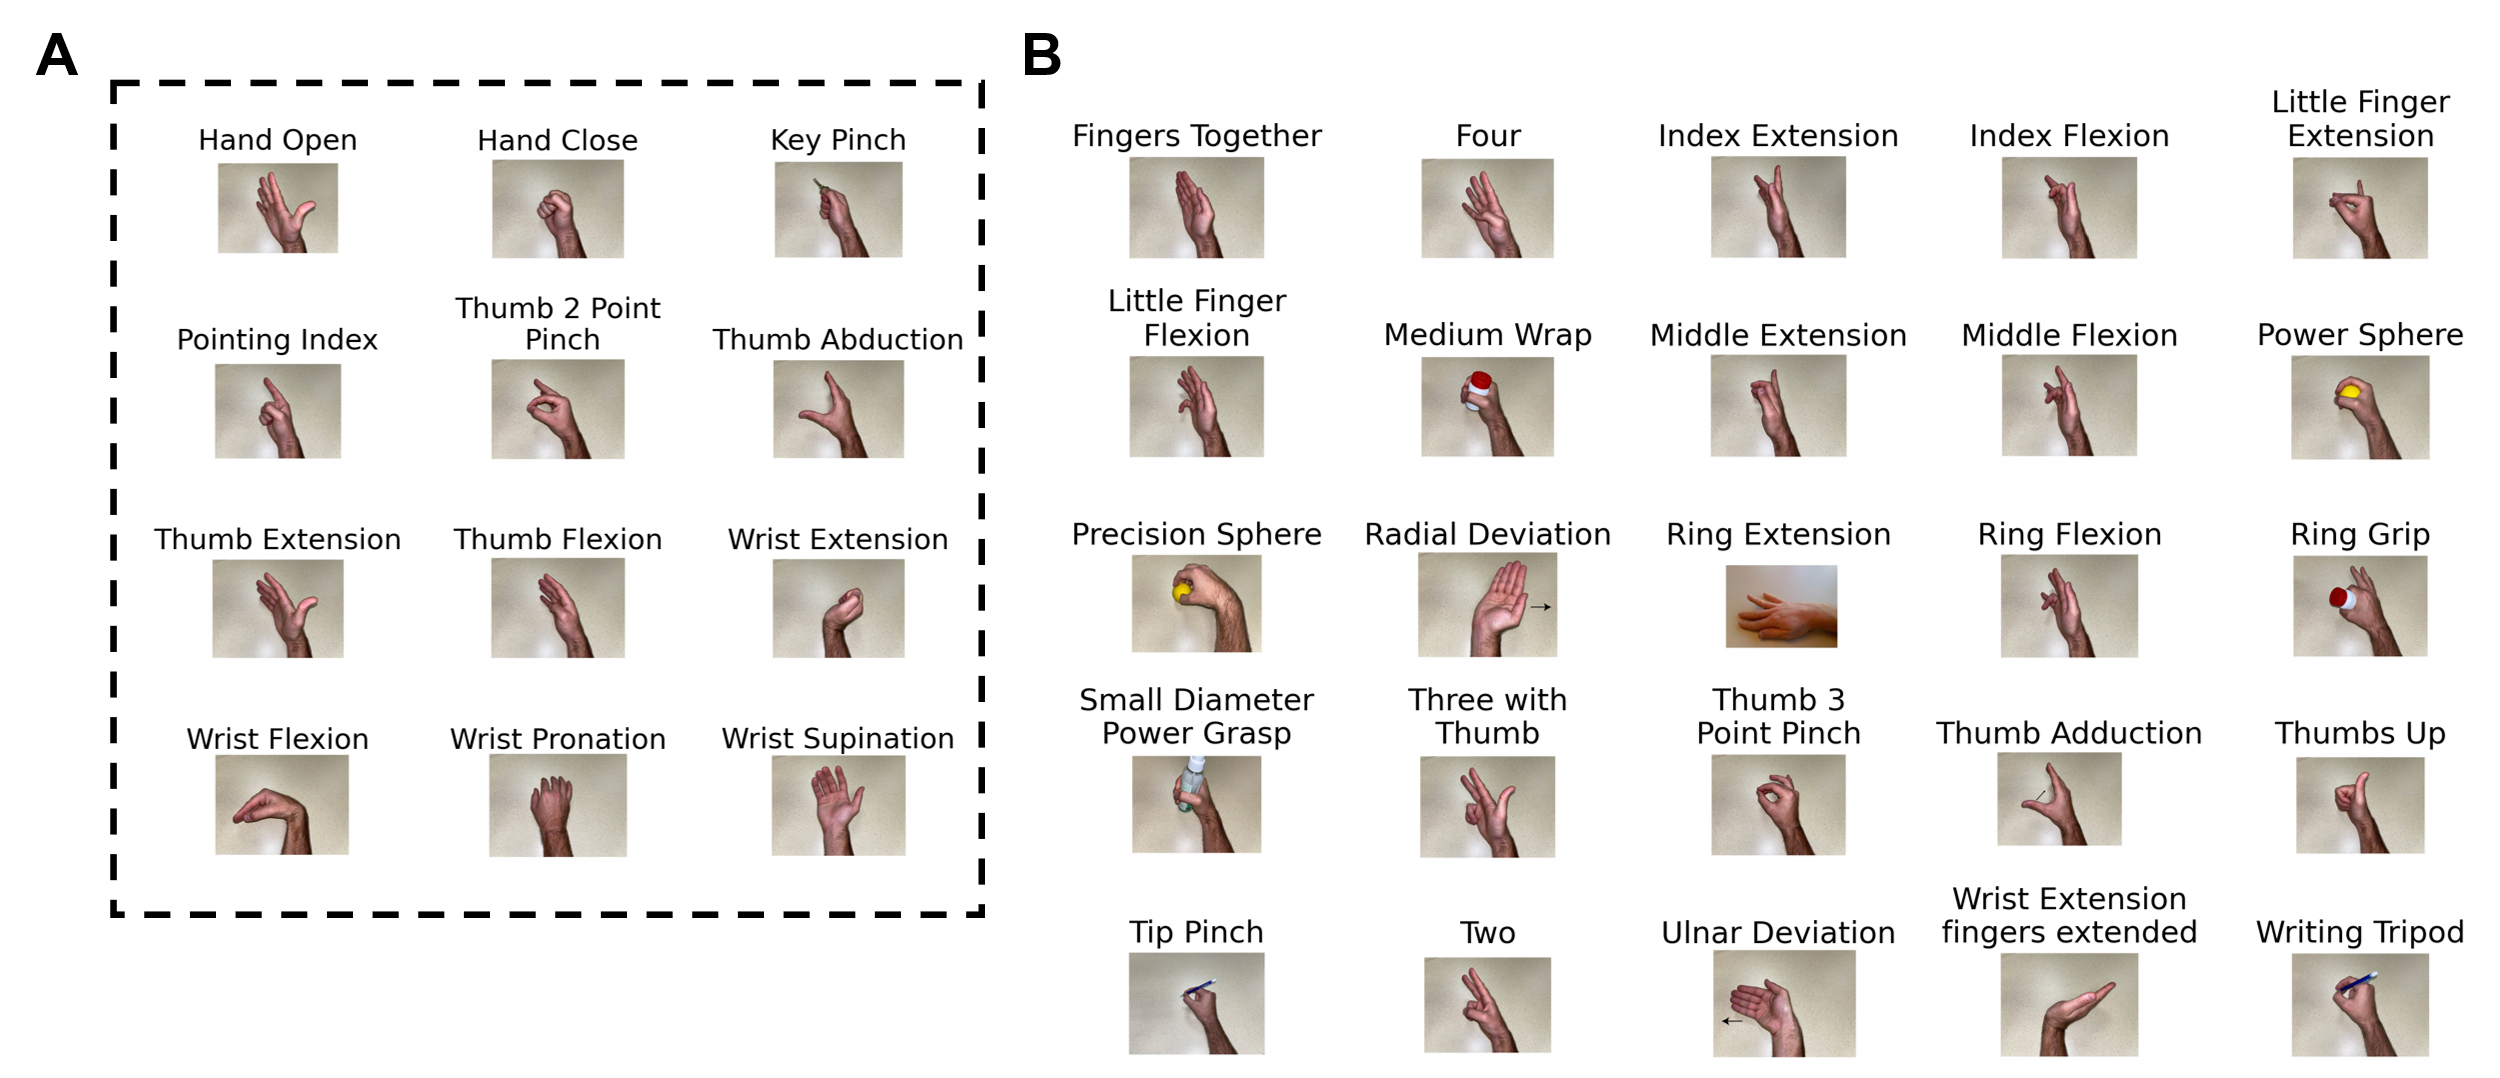 A
B
Hand Open
Hand Close
Key Pinch
Pointing Index
Thumb 2 Point
Pinch
Thumb Abduction
Thumb Extension
Thumb Flexion
Wrist Extension
Wrist Flexion
Wrist Pronation
Wrist Supination
Fingers Together
Four
Index Extension
Index Flexion
Little Finger
Extension
Little Finger
Flexion
Medium Wrap
Middle Extension
Middle Flexion
Power Sphere
Precision Sphere
Radial Deviation
Ring Extension
Ring Flexion
Ring Grip
Small Diameter
Power Grasp
Three with
Thumb
Thumb 3
Point Pinch
Thumb Adduction
Thumbs Up
Tip Pinch
Two
Ulnar Deviation
Wrist Extension
fingers extended
Writing Tripod